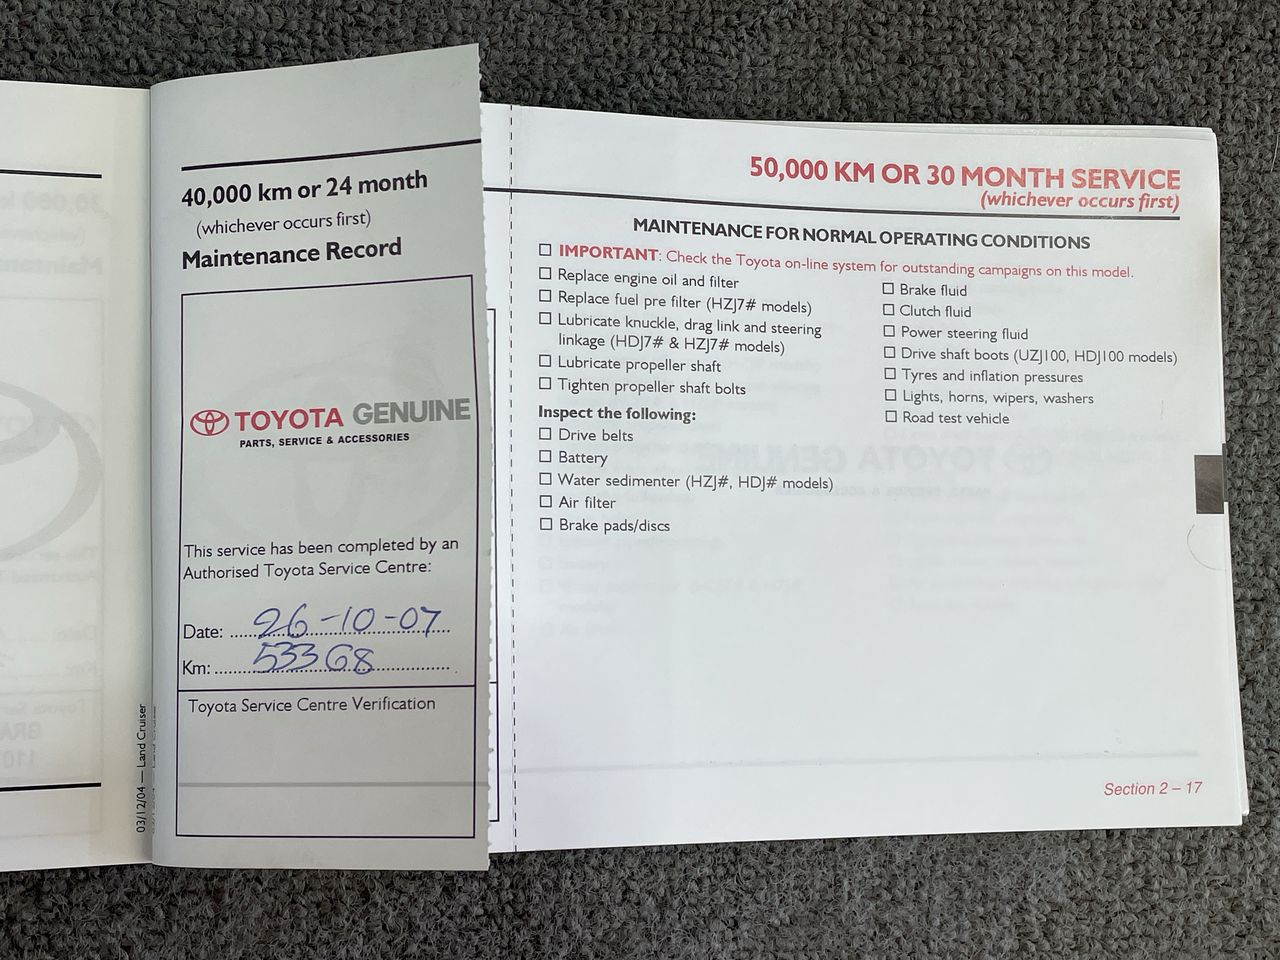 40,000 km or 24 month
(whichever occurs first)
Maintenance Record
TOYOTA GENUINE
PARTS, SERVICE & ACCESSORIES
This service has been completed by an
Authorised Toyota Service Centre:
Date: 26-10-07
Km: 53368
Toyota Service Centre Verification
03/12/04 — Land Cruiser
50,000 KM OR 30 MONTH SERVICE
(whichever occurs first)
MAINTENANCE FOR NORMAL OPERATING CONDITIONS
IMPORTANT: Check the Toyota on-line system for outstanding campaigns on this model.
Replace engine oil and filter
Replace fuel pre filter (HZJ7# models)
Lubricate knuckle, drag link and steering
linkage (HDJ7# & HZJ7# models)
Lubricate propeller shaft
Tighten propeller shaft bolts
Inspect the following:
Drive belts
Battery
Water sedimenter (HZJ#, HDJ# models)
Air filter
Brake pads/discs
Brake fluid
Clutch fluid
Power steering fluid
Drive shaft boots (UZJ100, HDJ100 models)
Tyres and inflation pressures
Lights, horns, wipers, washers
Road test vehicle
Section 2 – 17